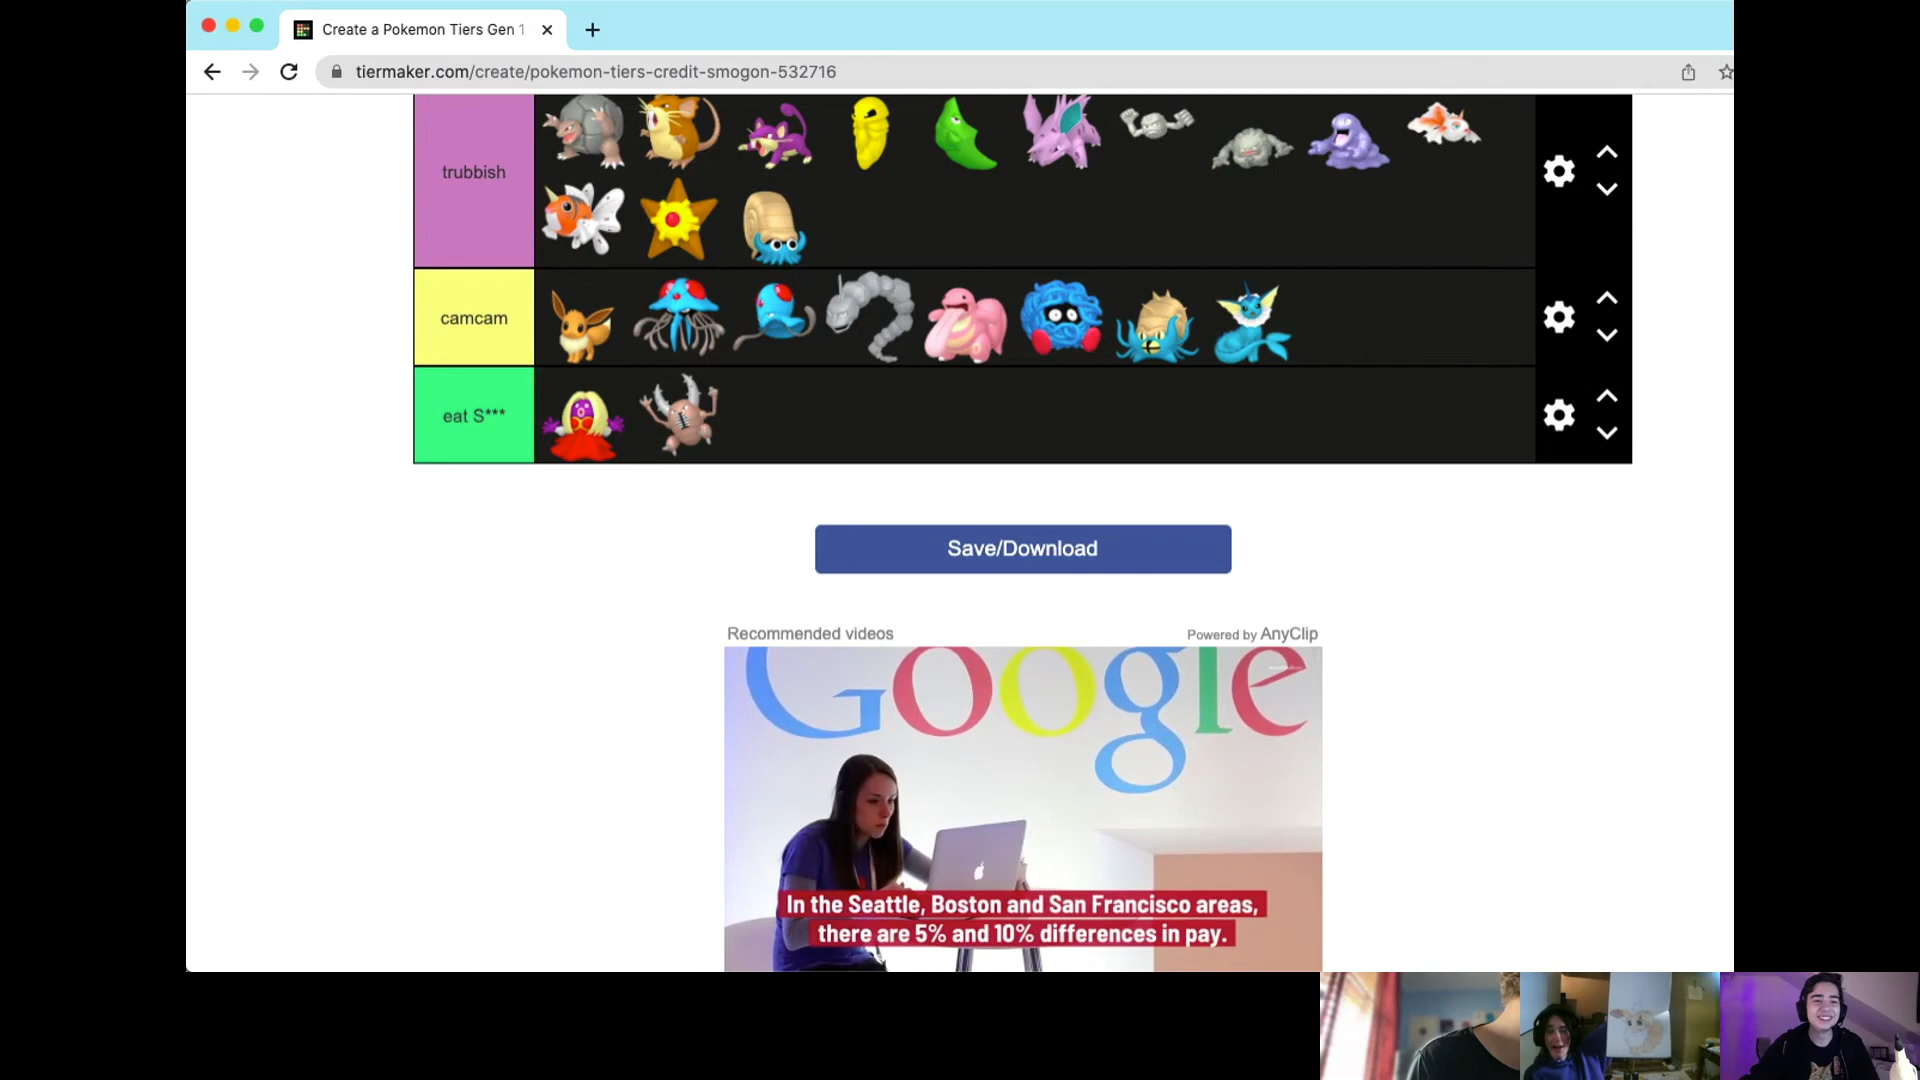 Create a Pokemon Tiers Gen 1
tiermaker.com/create/pokemon-tiers-credit-smogon-532716
trubbish
camcam
eat S***
Save/Download
Recommended videos
Powered by AnyClip
Google
In the Seattle, Boston and San Francisco areas,
there are 5% and 10% differences in pay.